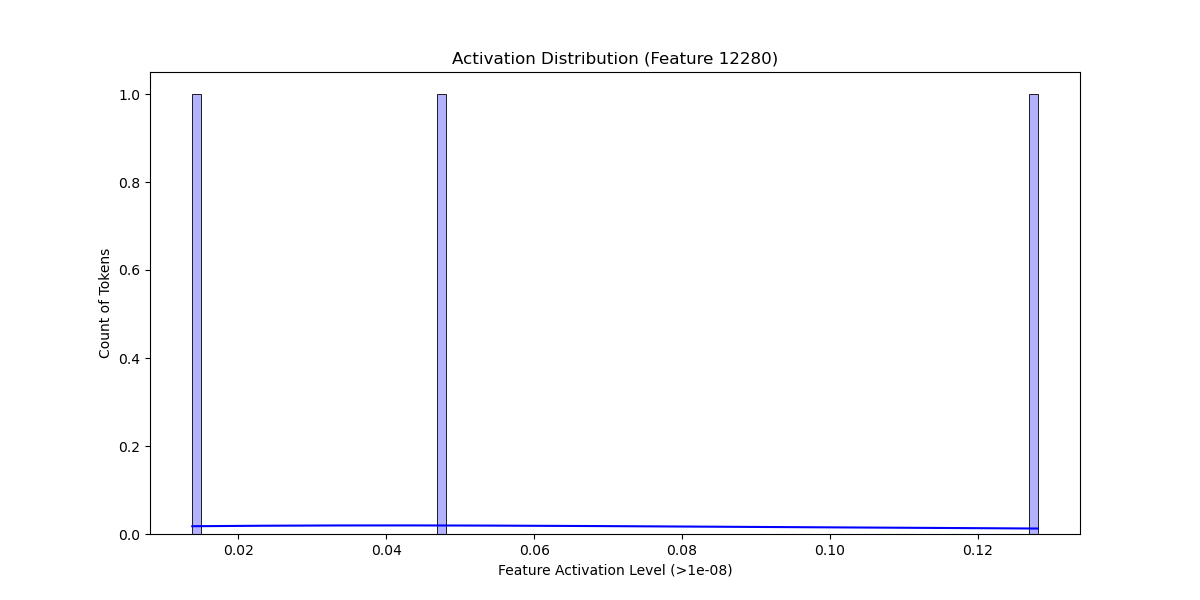 Activation Distribution (Feature 12280)
1.0
0.8
0.6
0.4
0.2
0.0
Count of Tokens
0.02 0.04 0.06 0.08 0.10 0.12
Feature Activation Level (>1e-08)